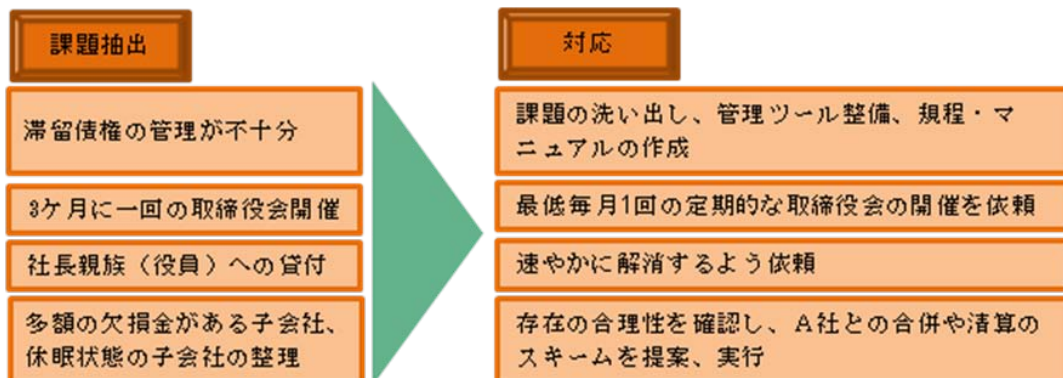 課題抽出
対応
滞留債権の管理が不十分
課題の洗い出し、管理ツール整備、規程・マ
ニュアルの作成
3ケ月に一回の取締役会開催
最低毎月1回の定期的な取締役会の開催を依頼
社長親族（役員）への貸付
速やかに解消するよう依頼
多額の欠損金がある子会社、
休眠状態の子会社の整理
存在の合理性を確認し、A社との合併や清算の
スキームを提案、実行